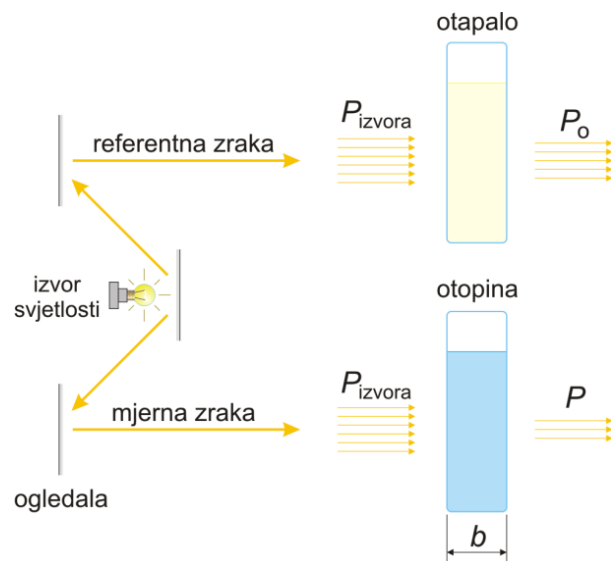 otapalo
referentna zraka
Pizvora
Po
izvor
svjetlosti
otopina
mjerna zraka
Pizvora
P
ogledala
b